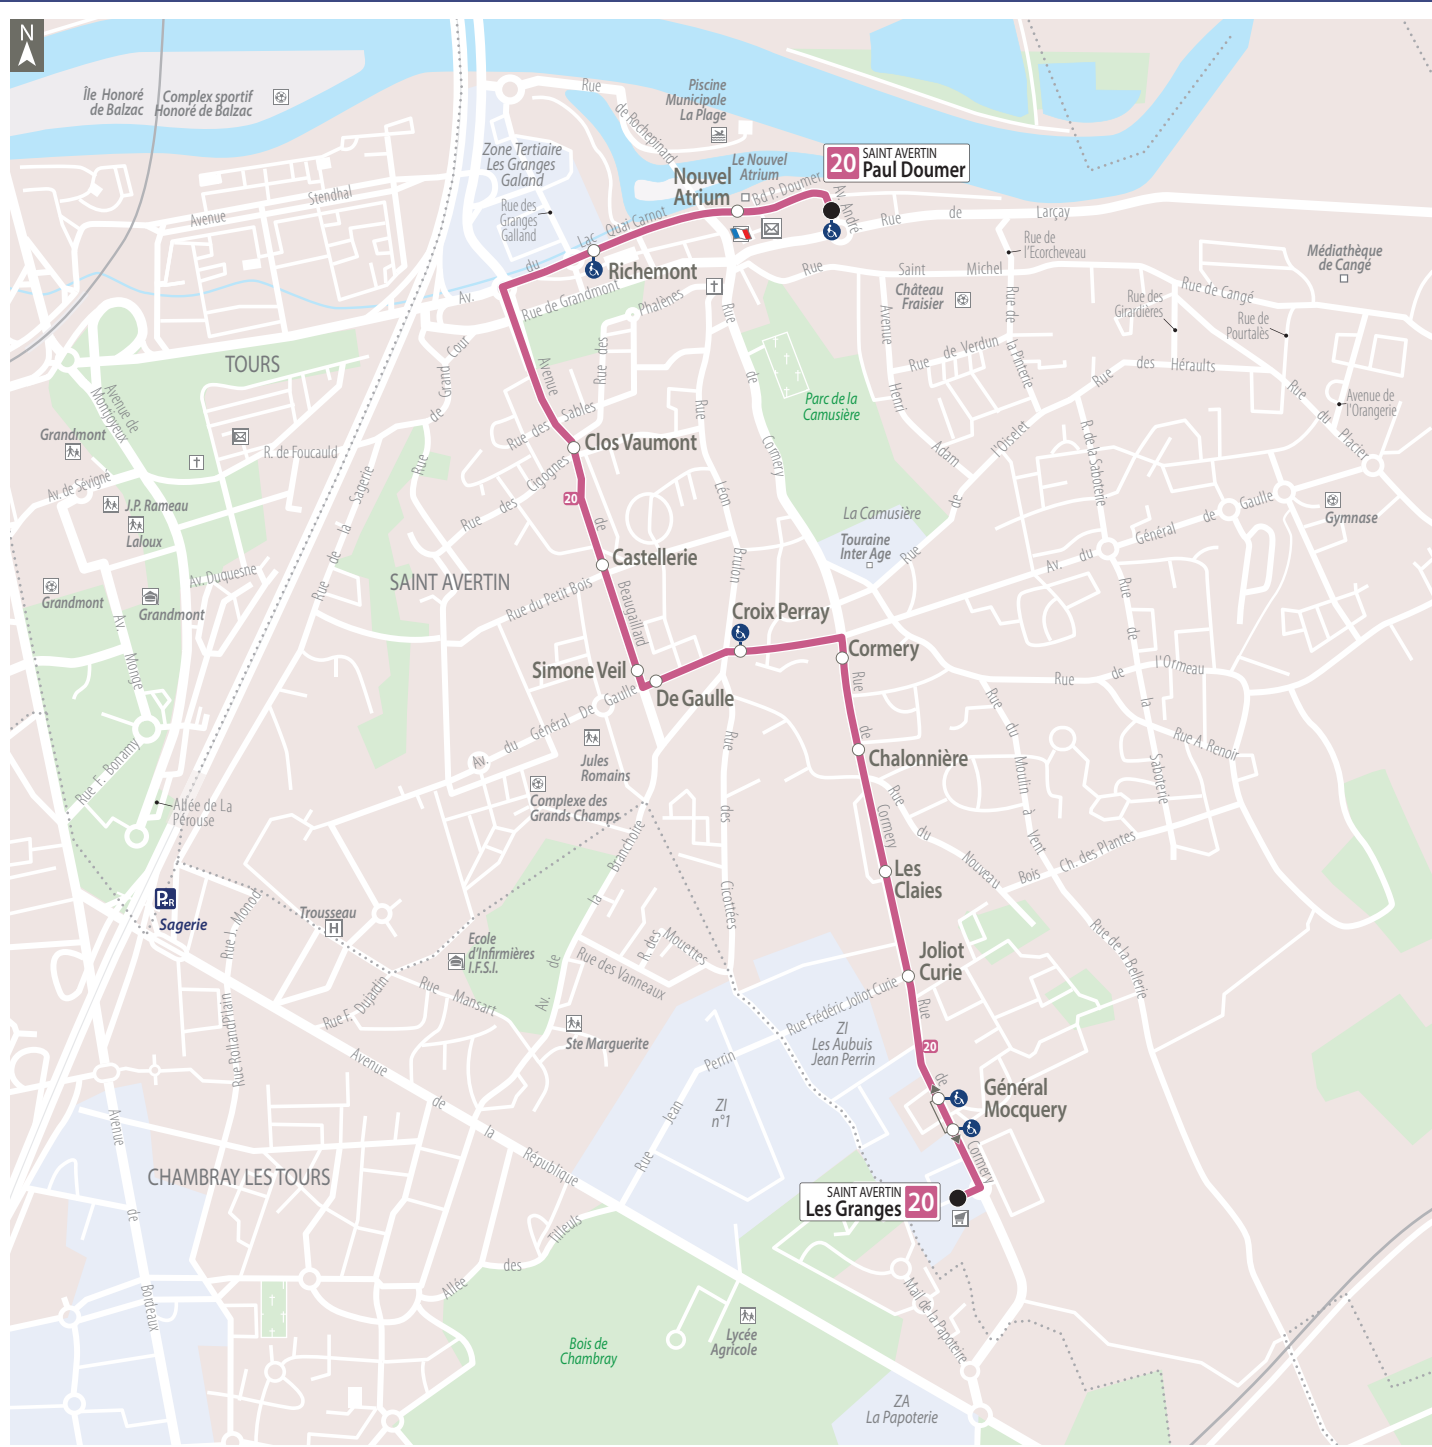 N
Île Honoré
de Balzac
Complex sportif
Honoré de Balzac
Piscine
Municipale
La Plage
Rue
de Rochepinard
Zone Tertiaire
Les Granges
Galand
Le Nouvel
Atrium
20 SAINT AVERTIN
Paul Doumer
Nouvel
Atrium
Bd P. Doumer
Av. André
Avenue
Stendhal
Rue des
Granges
Galland
Quai Carnot
Lac
du
Av.
Richemont
Rue
de
Larçay
Rue de
l'Ecorcheveau
Médiathèque
de Cangé
Rue
Saint
Michel
Château
Fraisier
Rue de Cangé
Rue des
Girardières
Rue de
Pourtalès
Rue de Grandmont
Phalènes
Rue des
Rue
de
Cormery
Avenue
Henri
Adam
Rue de Verdun
Rue de
la Pinterie
Rue
des
Héraults
Rue
du
Placier
Avenue de
l'Orangerie
TOURS
Avenue de
Montjoyeux
Rue
de
Grand
Cour
Avenue
Rue des Sables
Rue
Léon
Brulon
Parc de la
Camusière
Grandmont
R. de Foucauld
Av. de Sévigné
J.P. Rameau
Laloux
Clos Vaumont
Rue des Cigognes
20
de
Beaugaillard
Rue de la Sagerie
La Camusière
Touraine
Inter Age
Rue
de
l'Oiselet
R. de la Saboterie
Av. du Général de Gaulle
Gymnase
Castellerie
SAINT AVERTIN
Av. Duquesne
Grandmont
Grandmont
Rue du Petit Bois
Croix Perray
Cormery
Simone Veil
De Gaulle
Av. du Général De Gaulle
Av.
Monge
Rue
de
la
Saboterie
Rue
de
l'Ormeau
Rue
du
Moulin
à
Vent
Rue A. Renoir
Rue
de
Cormery
Chalonnière
Jules
Romains
Complexe des
Grands Champs
Rue
des
Cicottées
Rue F. Bonamy
Allée de La
Pérouse
Rue
du
Nouveau
Bois
Ch. des Plantes
Les
Claies
Av. de la Branchoire
Sagerie
Trousseau
Rue J. Monod
Ecole
d'Infirmières
I.F.S.I.
R. des Mouettes
Rue des Vanneaux
Joliot
Curie
Rue de la Bellerie
Rue Mansart
Rue F. Dujardin
Rue Rollandpilain
Ste Marguerite
Rue Frédéric Joliot Curie
ZI
Les Aubuis
Jean Perrin
Rue
20
de
Cormery
Rue
Jean
Perrin
ZI
n°1
Général
Mocquery
Avenue
de
la
République
Avenue
de
Bordeaux
CHAMBRAY LES TOURS
SAINT AVERTIN
Les Granges 20
Allée
des
Tilleuls
Mail de la Papoterie
Bois de
Chambray
Lycée
Agricole
ZA
La Papoterie